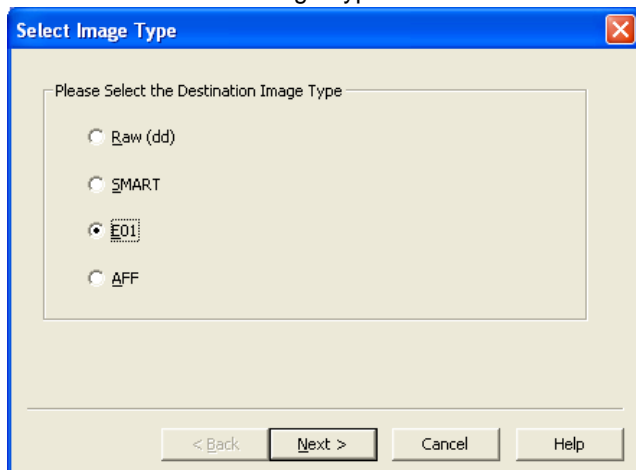 Select Image Type
Please Select the Destination Image Type
Raw (dd)
SMART
E01
AFF
< Back Next > Cancel Help